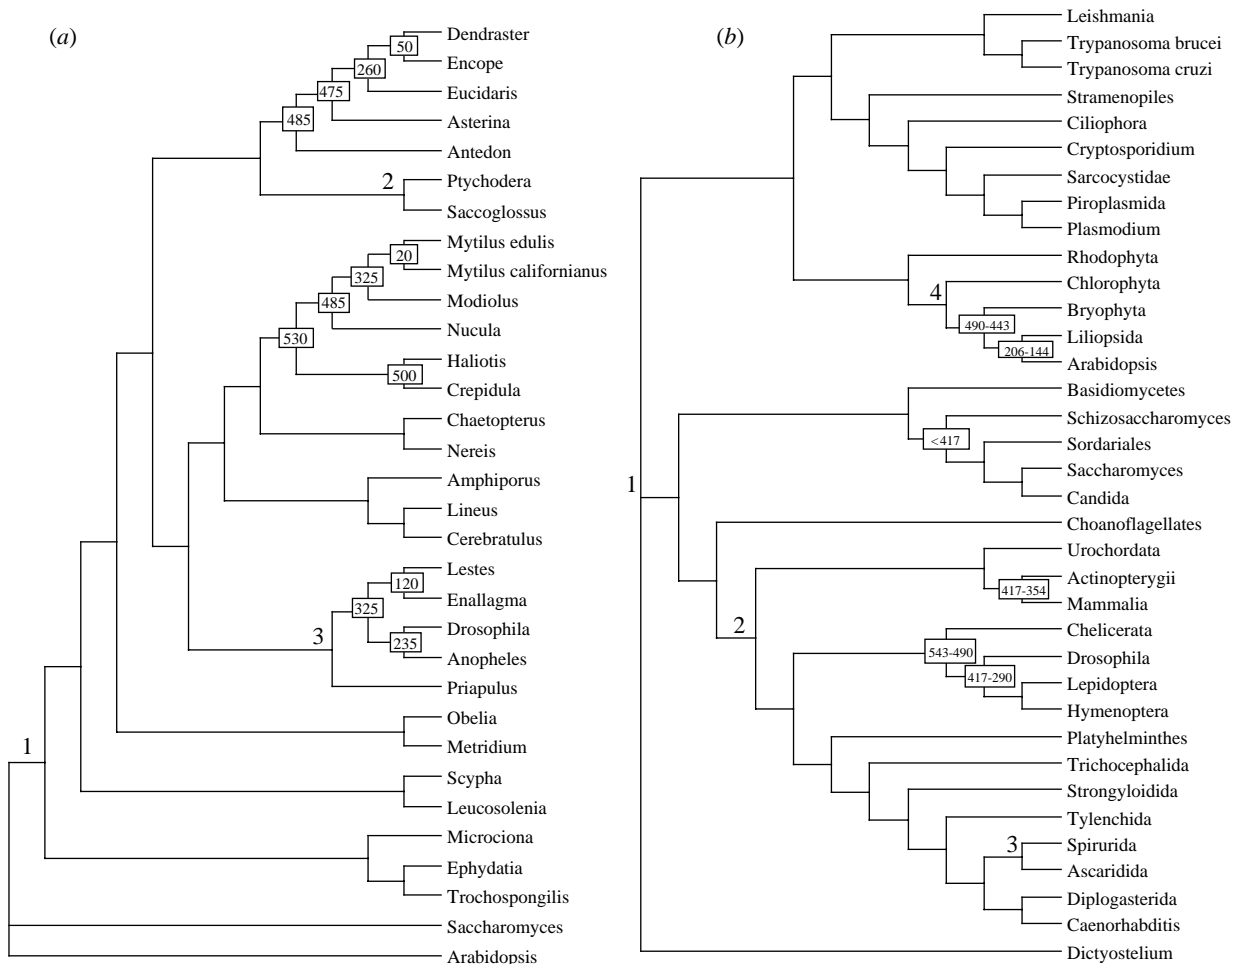 (a)
Dendraster
50
Encope
260
Eucidaris
475
Asterina
485
Antedon
2
Ptychodera
Saccoglossus
Mytilus edulis
20
Mytilus californianus
325
Modiolus
485
Nucula
530
Haliotis
500
Crepidula
Chaetopterus
Nereis
Amphiporus
Lineus
Cerebratulus
Lestes
120
Enallagma
325
Drosophila
3
235
Anopheles
Priapulus
Obelia
Metridium
1
Scypha
Leucosolenia
Microciona
Ephydatia
Trochospongilis
Saccharomyces
Arabidopsis
(b)
Leishmania
Trypanosoma brucei
Trypanosoma cruzi
Stramenopiles
Ciliophora
Cryptosporidium
Sarcocystidae
Piroplasmida
Plasmodium
Rhodophyta
Chlorophyta
4
Bryophyta
490-443
Liliopsida
206-144
Arabidopsis
Basidiomycetes
Schizosaccharomyces
<417
Sordariales
Saccharomyces
1
Candida
Choanoflagellates
Urochordata
Actinopterygii
417-354
Mammalia
2
Chelicerata
543-490
Drosophila
417-290
Lepidoptera
Hymenoptera
Platyhelminthes
Trichocephalida
Strongyloidida
Tylenchida
3
Spirurida
Ascaridida
Diplogasterida
Caenorhabditis
Dictyostelium